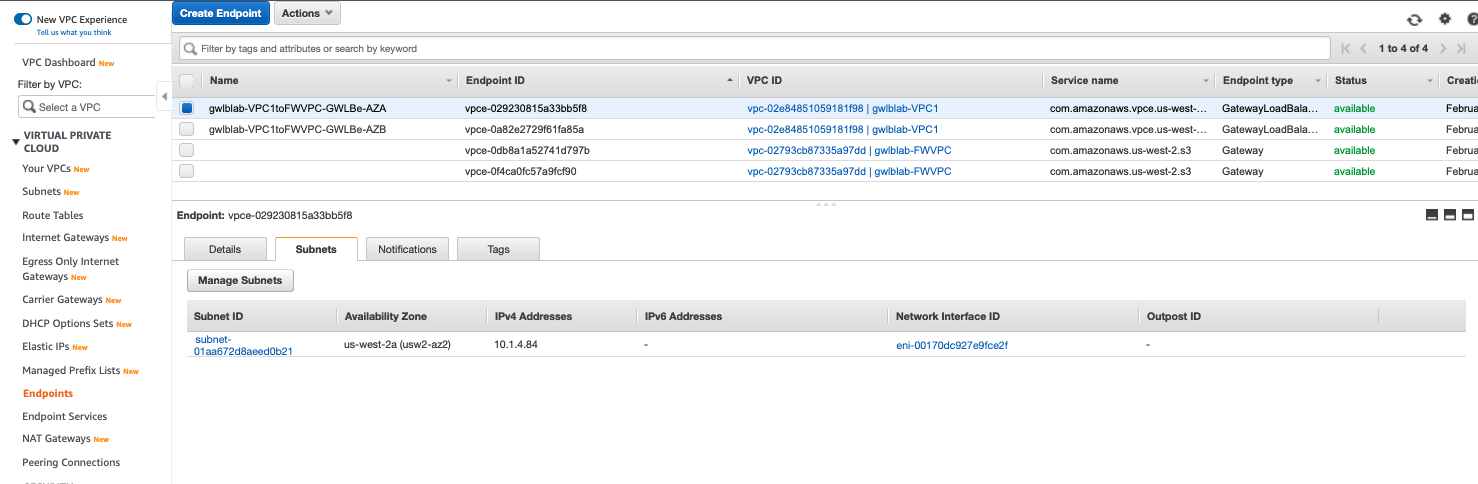 New VPC Experience
Tell us what you think
VPC Dashboard New
Filter by VPC:
Select a VPC
VIRTUAL PRIVATE
CLOUD
Your VPCs New
Subnets New
Route Tables
Internet Gateways New
Egress Only Internet
Gateways New
Carrier Gateways New
DHCP Options Sets New
Elastic IPs New
Managed Prefix Lists New
Endpoints
Endpoint Services
NAT Gateways New
Peering Connections
Create Endpoint Actions
Filter by tags and attributes or search by keyword
1 to 4 of 4
Name Endpoint ID VPC ID Service name Endpoint type Status Creati
gwlblab-VPC1toFWVPC-GWLBe-AZA vpce-029230815a33bb5f8 vpc-02e84851059181f98 | gwlblab-VPC1 com.amazonaws.vpce.us-west-... GatewayLoadBala... available Februa
gwlblab-VPC1toFWVPC-GWLBe-AZB vpce-0a82e2729f61fa85a vpc-02e84851059181f98 | gwlblab-VPC1 com.amazonaws.vpce.us-west-... GatewayLoadBala... available Februa
vpce-0db8a1a52741d797b vpc-02793cb87335a97dd | gwlblab-FWVPC com.amazonaws.us-west-2.s3 Gateway available Februa
vpce-0f4ca0fc57a9fcf90 vpc-02793cb87335a97dd | gwlblab-FWVPC com.amazonaws.us-west-2.s3 Gateway available Februa
Endpoint: vpce-029230815a33bb5f8
Details Subnets Notifications Tags
Manage Subnets
Subnet ID Availability Zone IPv4 Addresses IPv6 Addresses Network Interface ID Outpost ID
subnet-
01aa672d8aeed0b21 us-west-2a (usw2-az2) 10.1.4.84 - eni-00170dc927e9fce2f -